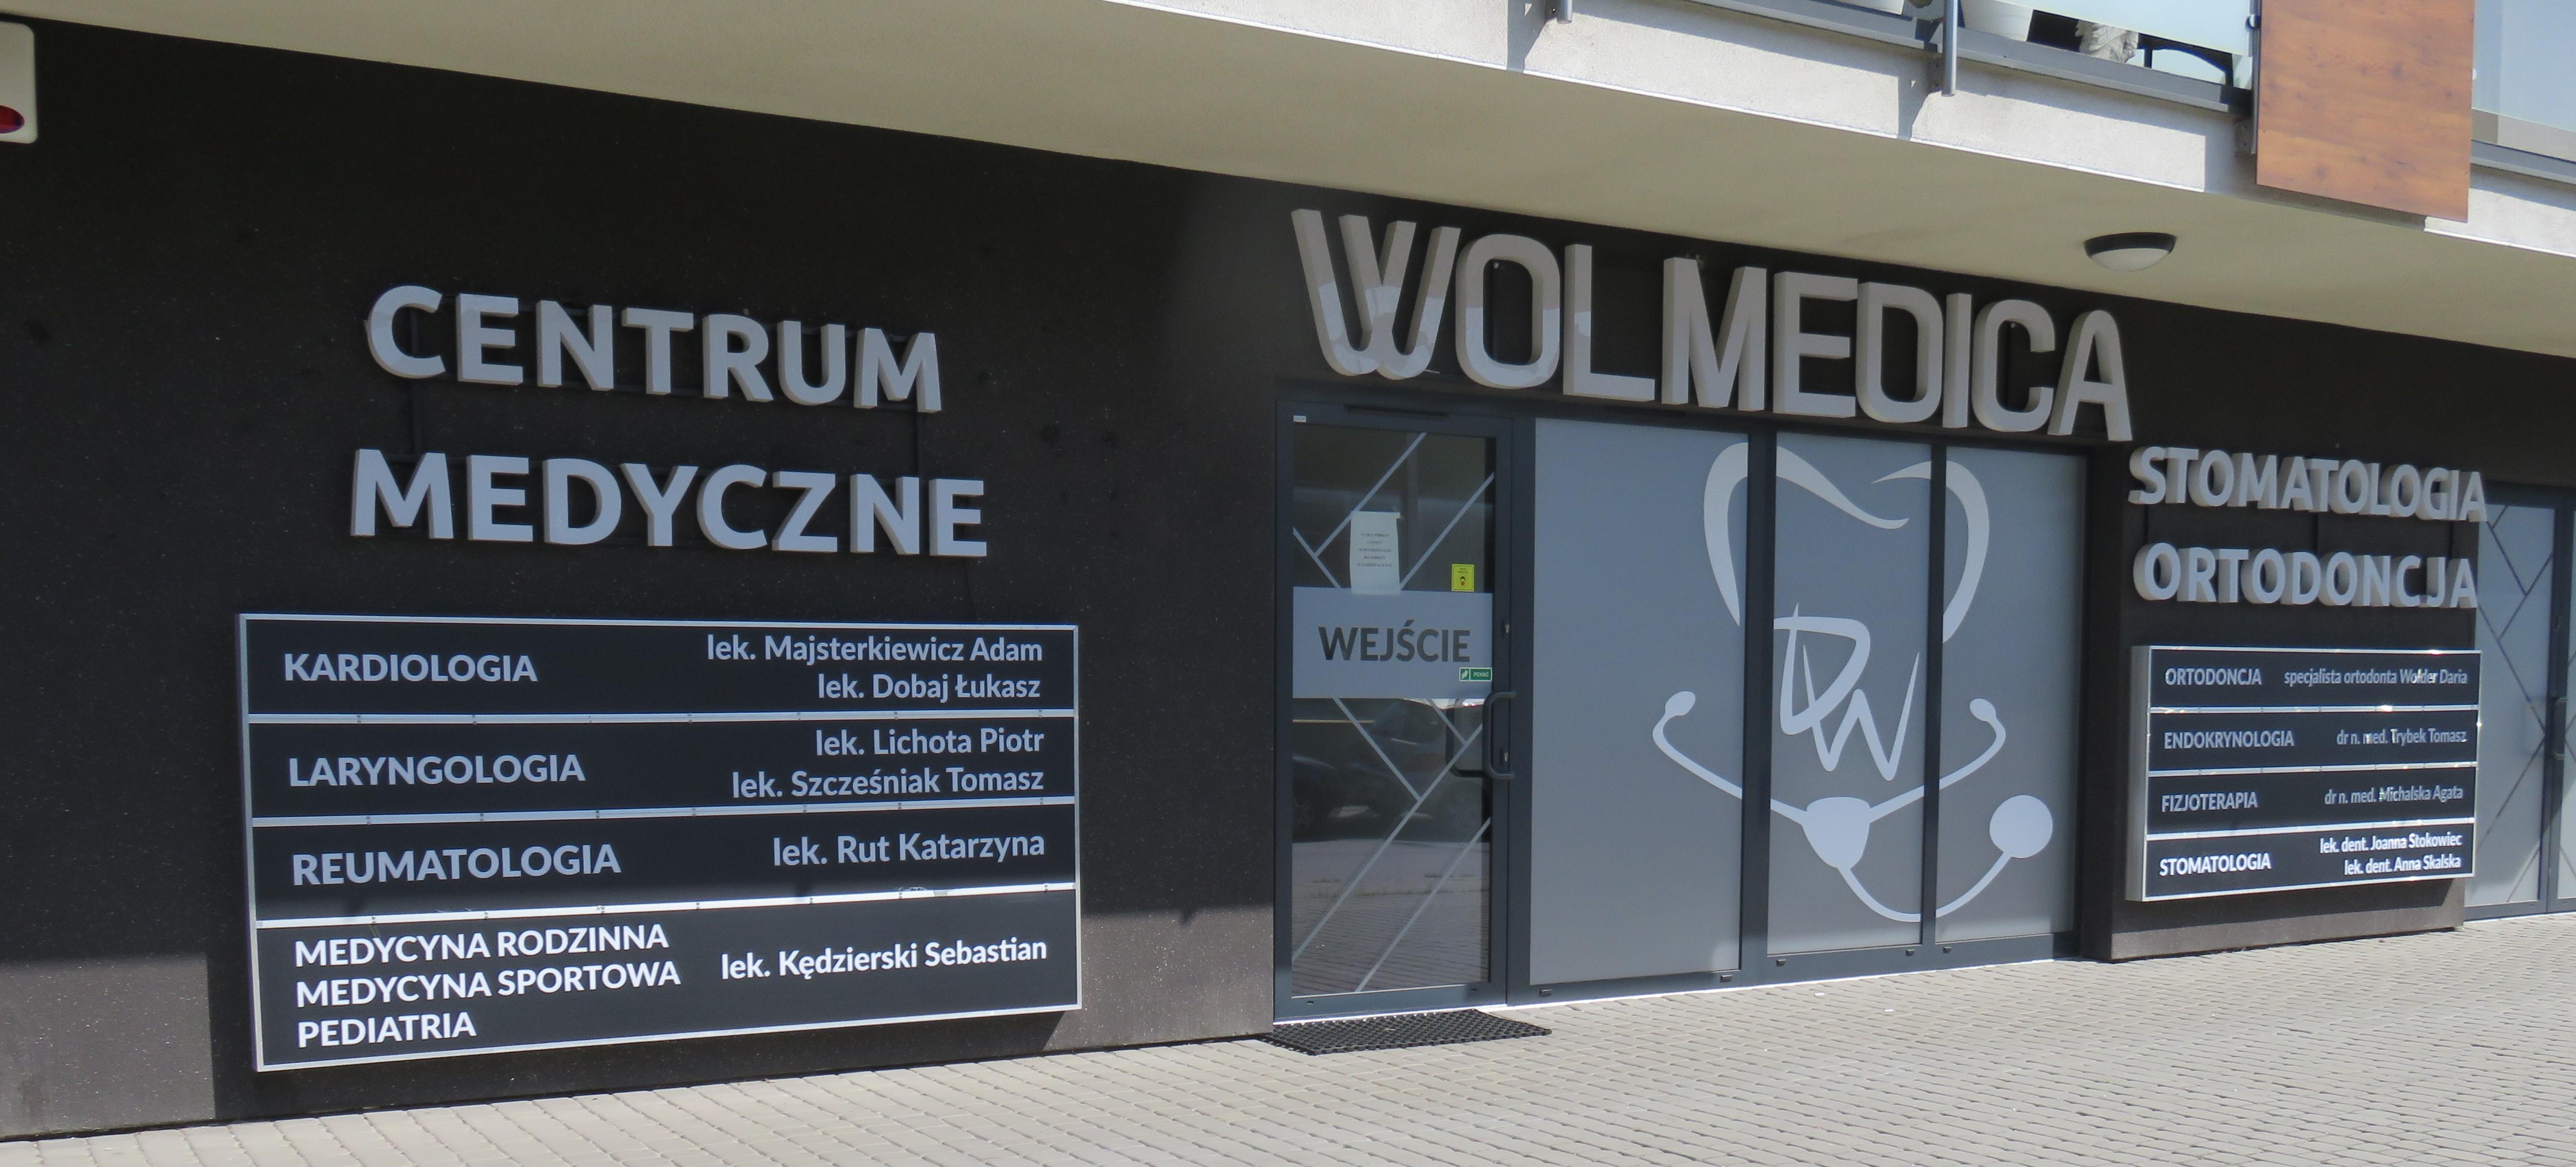 CENTRUM
MEDYCZNE
KARDIOLOGIA
lek. Majsterkiewicz Adam
lek. Dobaj Łukasz
LARYNGOLOGIA
lek. Lichota Piotr
lek. Szcześniak Tomasz
REUMATOLOGIA
lek. Rut Katarzyna
MEDYCYNA RODZINNA
MEDYCYNA SPORTOWA
PEDIATRIA
lek. Kędzierski Sebastian
WOLMEDICA
WEJŚCIE
DW
STOMATOLOGIA
ORTODONCJA
ORTODONCJA specjalista ortodonta Wolder Daria
ENDOKRYNOLOGIA dr n. med. Trybek Tomasz
FIZJOTERAPIA dr n. med. Michalska Agata
STOMATOLOGIA
lek. dent. Joanna Stokowiec
lek. dent. Anna Skalska